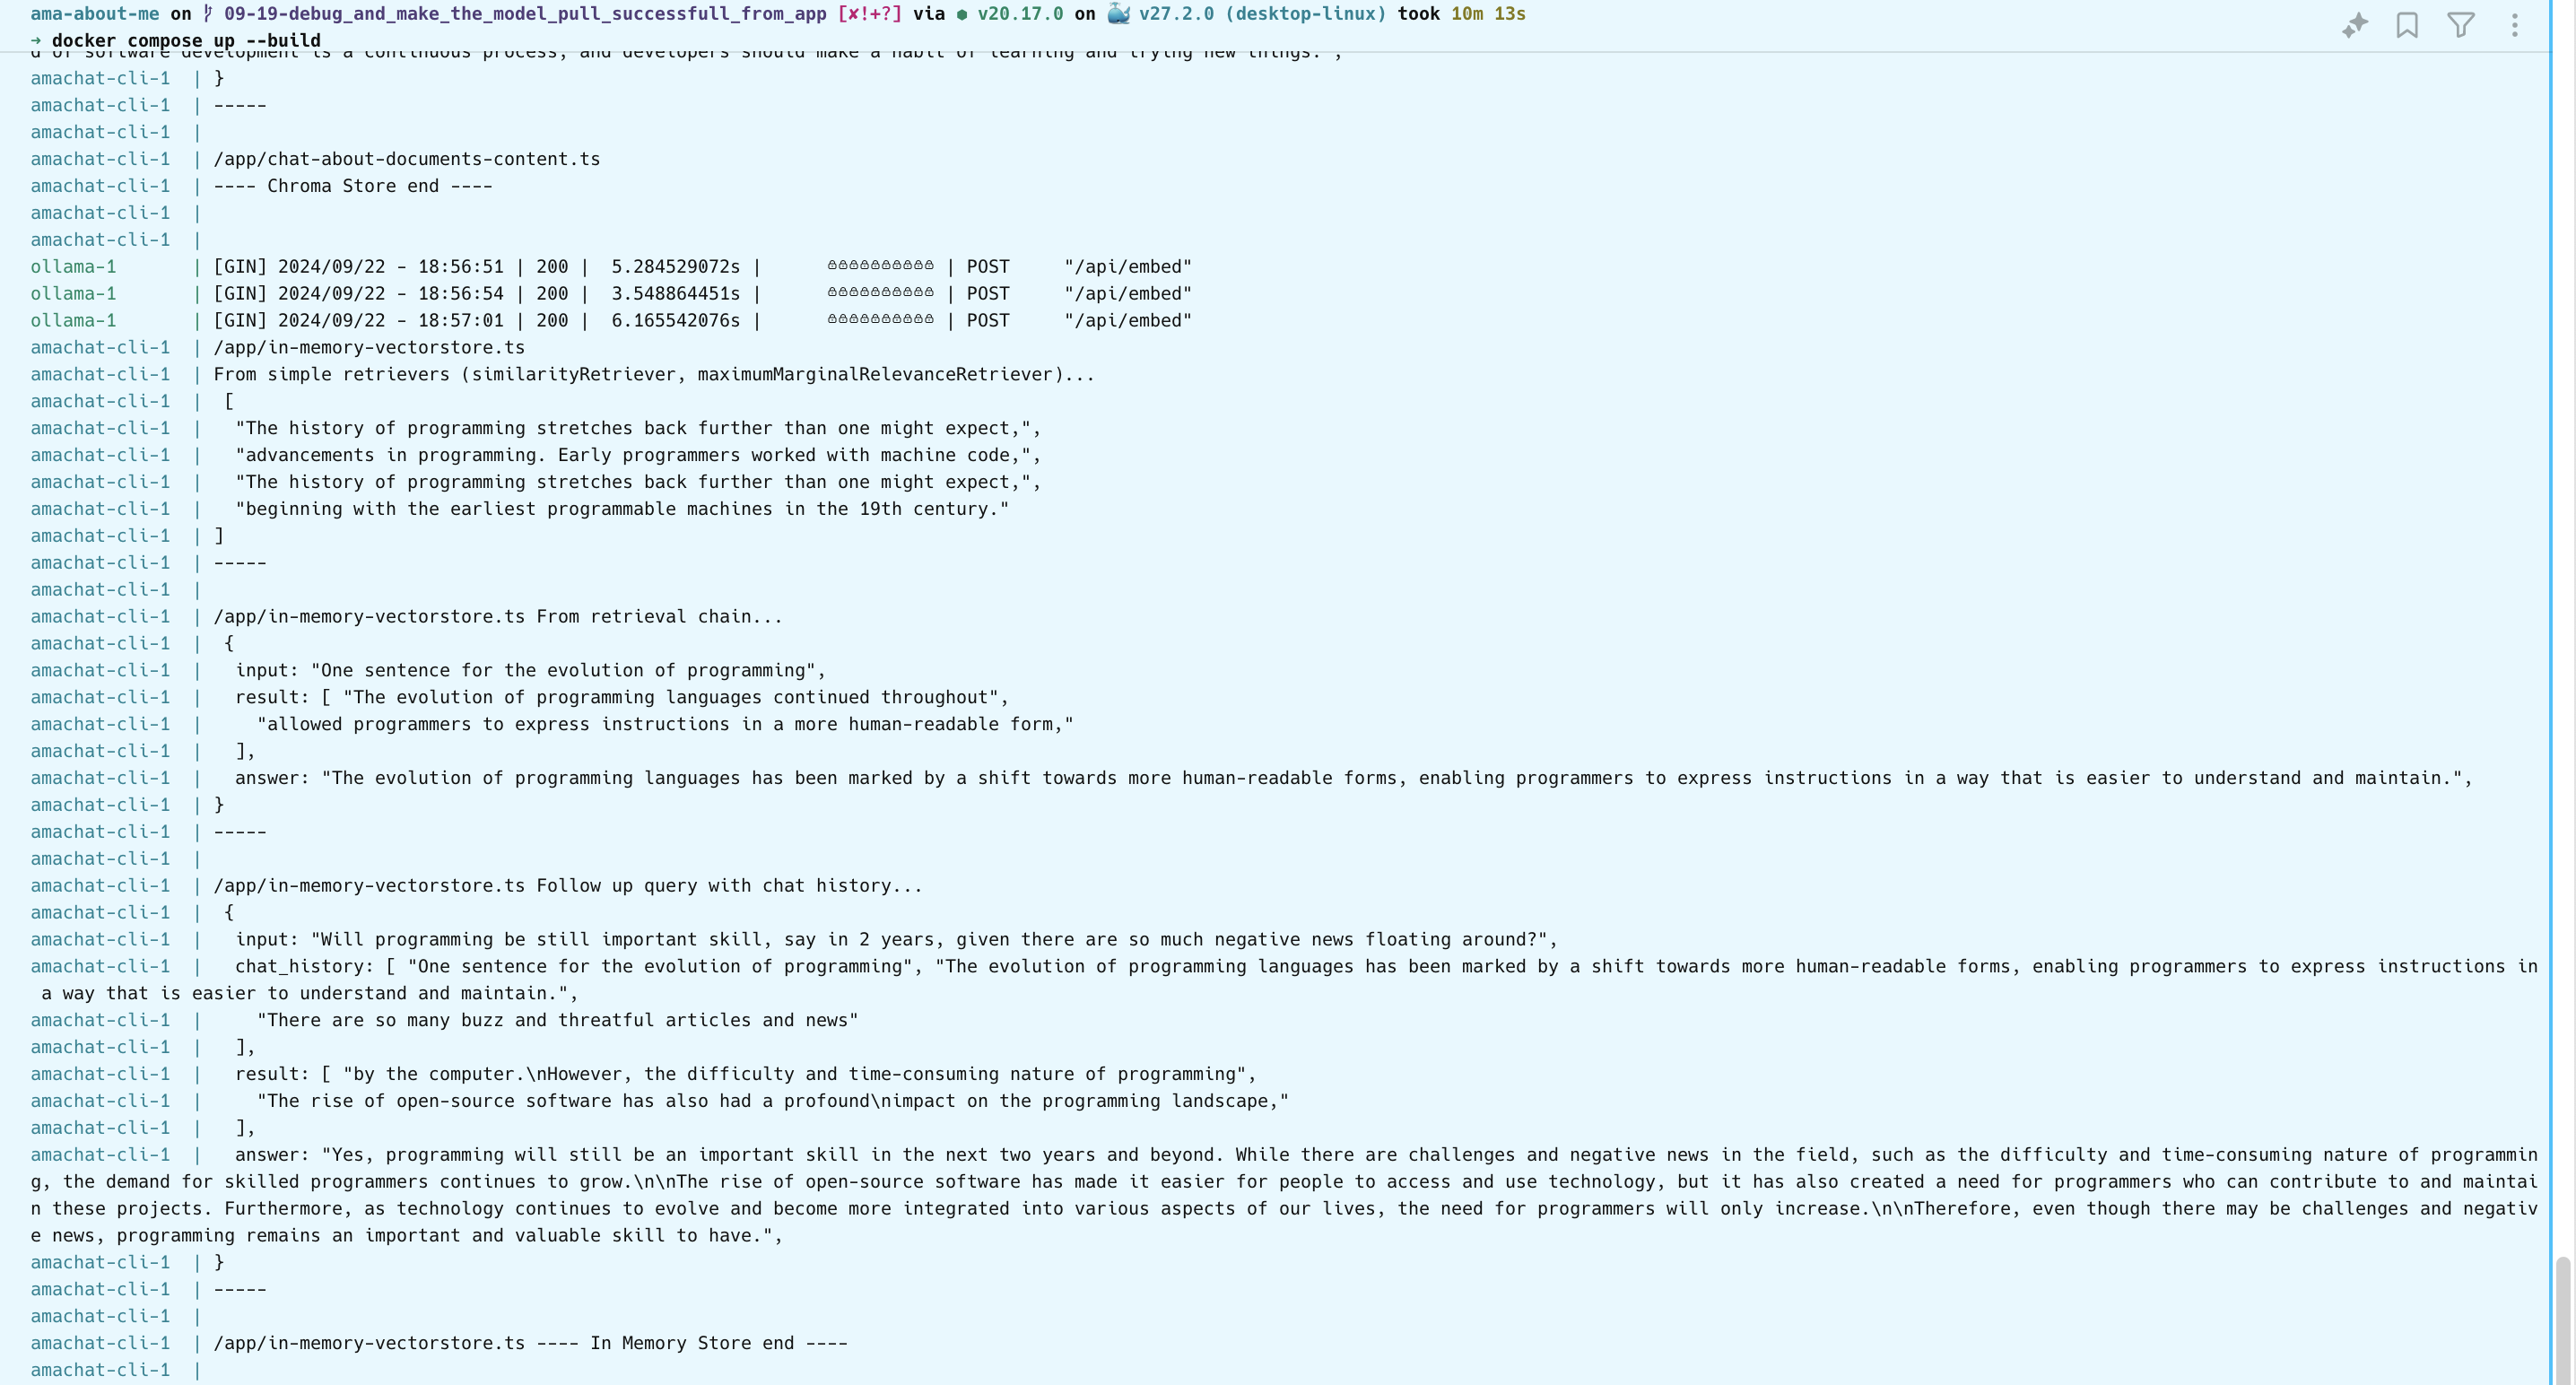 ama-about-me on 09-19-debug_and_make_the_model_pull_successfull_from_app [✘!+?] via v20.17.0 on 🐳 v27.2.0 (desktop-linux) took 10m 13s
➜ docker compose up --build
d of software development is a continuous process, and developers should make a habit of learning and trying new things.",
amachat-cli-1 | }
amachat-cli-1 | -----
amachat-cli-1 |
amachat-cli-1 | /app/chat-about-documents-content.ts
amachat-cli-1 | ---- Chroma Store end ----
amachat-cli-1 |
amachat-cli-1 |
ollama-1 | [GIN] 2024/09/22 - 18:56:51 | 200 | 5.284529072s | | POST "/api/embed"
ollama-1 | [GIN] 2024/09/22 - 18:56:54 | 200 | 3.548864451s | | POST "/api/embed"
ollama-1 | [GIN] 2024/09/22 - 18:57:01 | 200 | 6.165542076s | | POST "/api/embed"
amachat-cli-1 | /app/in-memory-vectorstore.ts
amachat-cli-1 | From simple retrievers (similarityRetriever, maximumMarginalRelevanceRetriever)...
amachat-cli-1 | [
amachat-cli-1 | "The history of programming stretches back further than one might expect,",
amachat-cli-1 | "advancements in programming. Early programmers worked with machine code,",
amachat-cli-1 | "The history of programming stretches back further than one might expect,",
amachat-cli-1 | "beginning with the earliest programmable machines in the 19th century."
amachat-cli-1 | ]
amachat-cli-1 | -----
amachat-cli-1 |
amachat-cli-1 | /app/in-memory-vectorstore.ts From retrieval chain...
amachat-cli-1 | {
amachat-cli-1 | input: "One sentence for the evolution of programming",
amachat-cli-1 | result: [ "The evolution of programming languages continued throughout",
amachat-cli-1 | "allowed programmers to express instructions in a more human-readable form,"
amachat-cli-1 | ],
amachat-cli-1 | answer: "The evolution of programming languages has been marked by a shift towards more human-readable forms, enabling programmers to express instructions in a way that is easier to understand and maintain.",
amachat-cli-1 | }
amachat-cli-1 | -----
amachat-cli-1 |
amachat-cli-1 | /app/in-memory-vectorstore.ts Follow up query with chat history...
amachat-cli-1 | {
amachat-cli-1 | input: "Will programming be still important skill, say in 2 years, given there are so much negative news floating around?",
amachat-cli-1 | chat_history: [ "One sentence for the evolution of programming", "The evolution of programming languages has been marked by a shift towards more human-readable forms, enabling programmers to express instructions in
a way that is easier to understand and maintain.",
amachat-cli-1 | "There are so many buzz and threatful articles and news"
amachat-cli-1 | ],
amachat-cli-1 | result: [ "by the computer.\nHowever, the difficulty and time-consuming nature of programming",
amachat-cli-1 | "The rise of open-source software has also had a profound\nimpact on the programming landscape,"
amachat-cli-1 | ],
amachat-cli-1 | answer: "Yes, programming will still be an important skill in the next two years and beyond. While there are challenges and negative news in the field, such as the difficulty and time-consuming nature of programmin
g, the demand for skilled programmers continues to grow.\n\nThe rise of open-source software has made it easier for people to access and use technology, but it has also created a need for programmers who can contribute to and maintai
n these projects. Furthermore, as technology continues to evolve and become more integrated into various aspects of our lives, the need for programmers will only increase.\n\nTherefore, even though there may be challenges and negativ
e news, programming remains an important and valuable skill to have.",
amachat-cli-1 | }
amachat-cli-1 | -----
amachat-cli-1 |
amachat-cli-1 | /app/in-memory-vectorstore.ts ---- In Memory Store end ----
amachat-cli-1 |